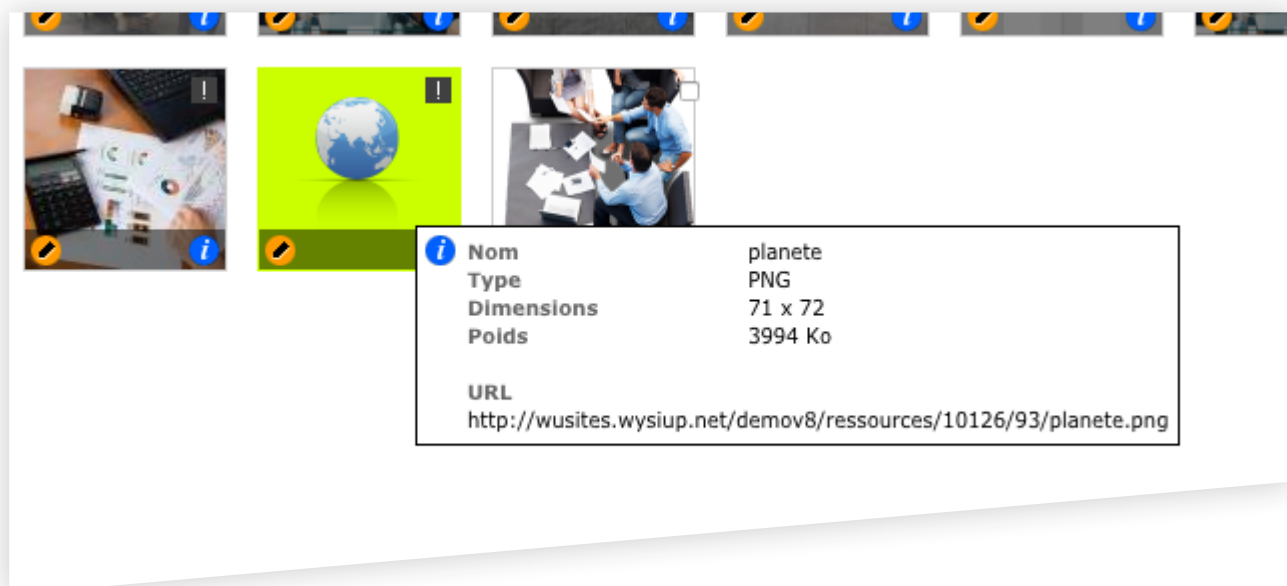 Nom planete
Type PNG
Dimensions 71 x 72
Poids 3994 Ko
URL
http://wusites.wysiup.net/demov8/ressources/10126/93/planete.png